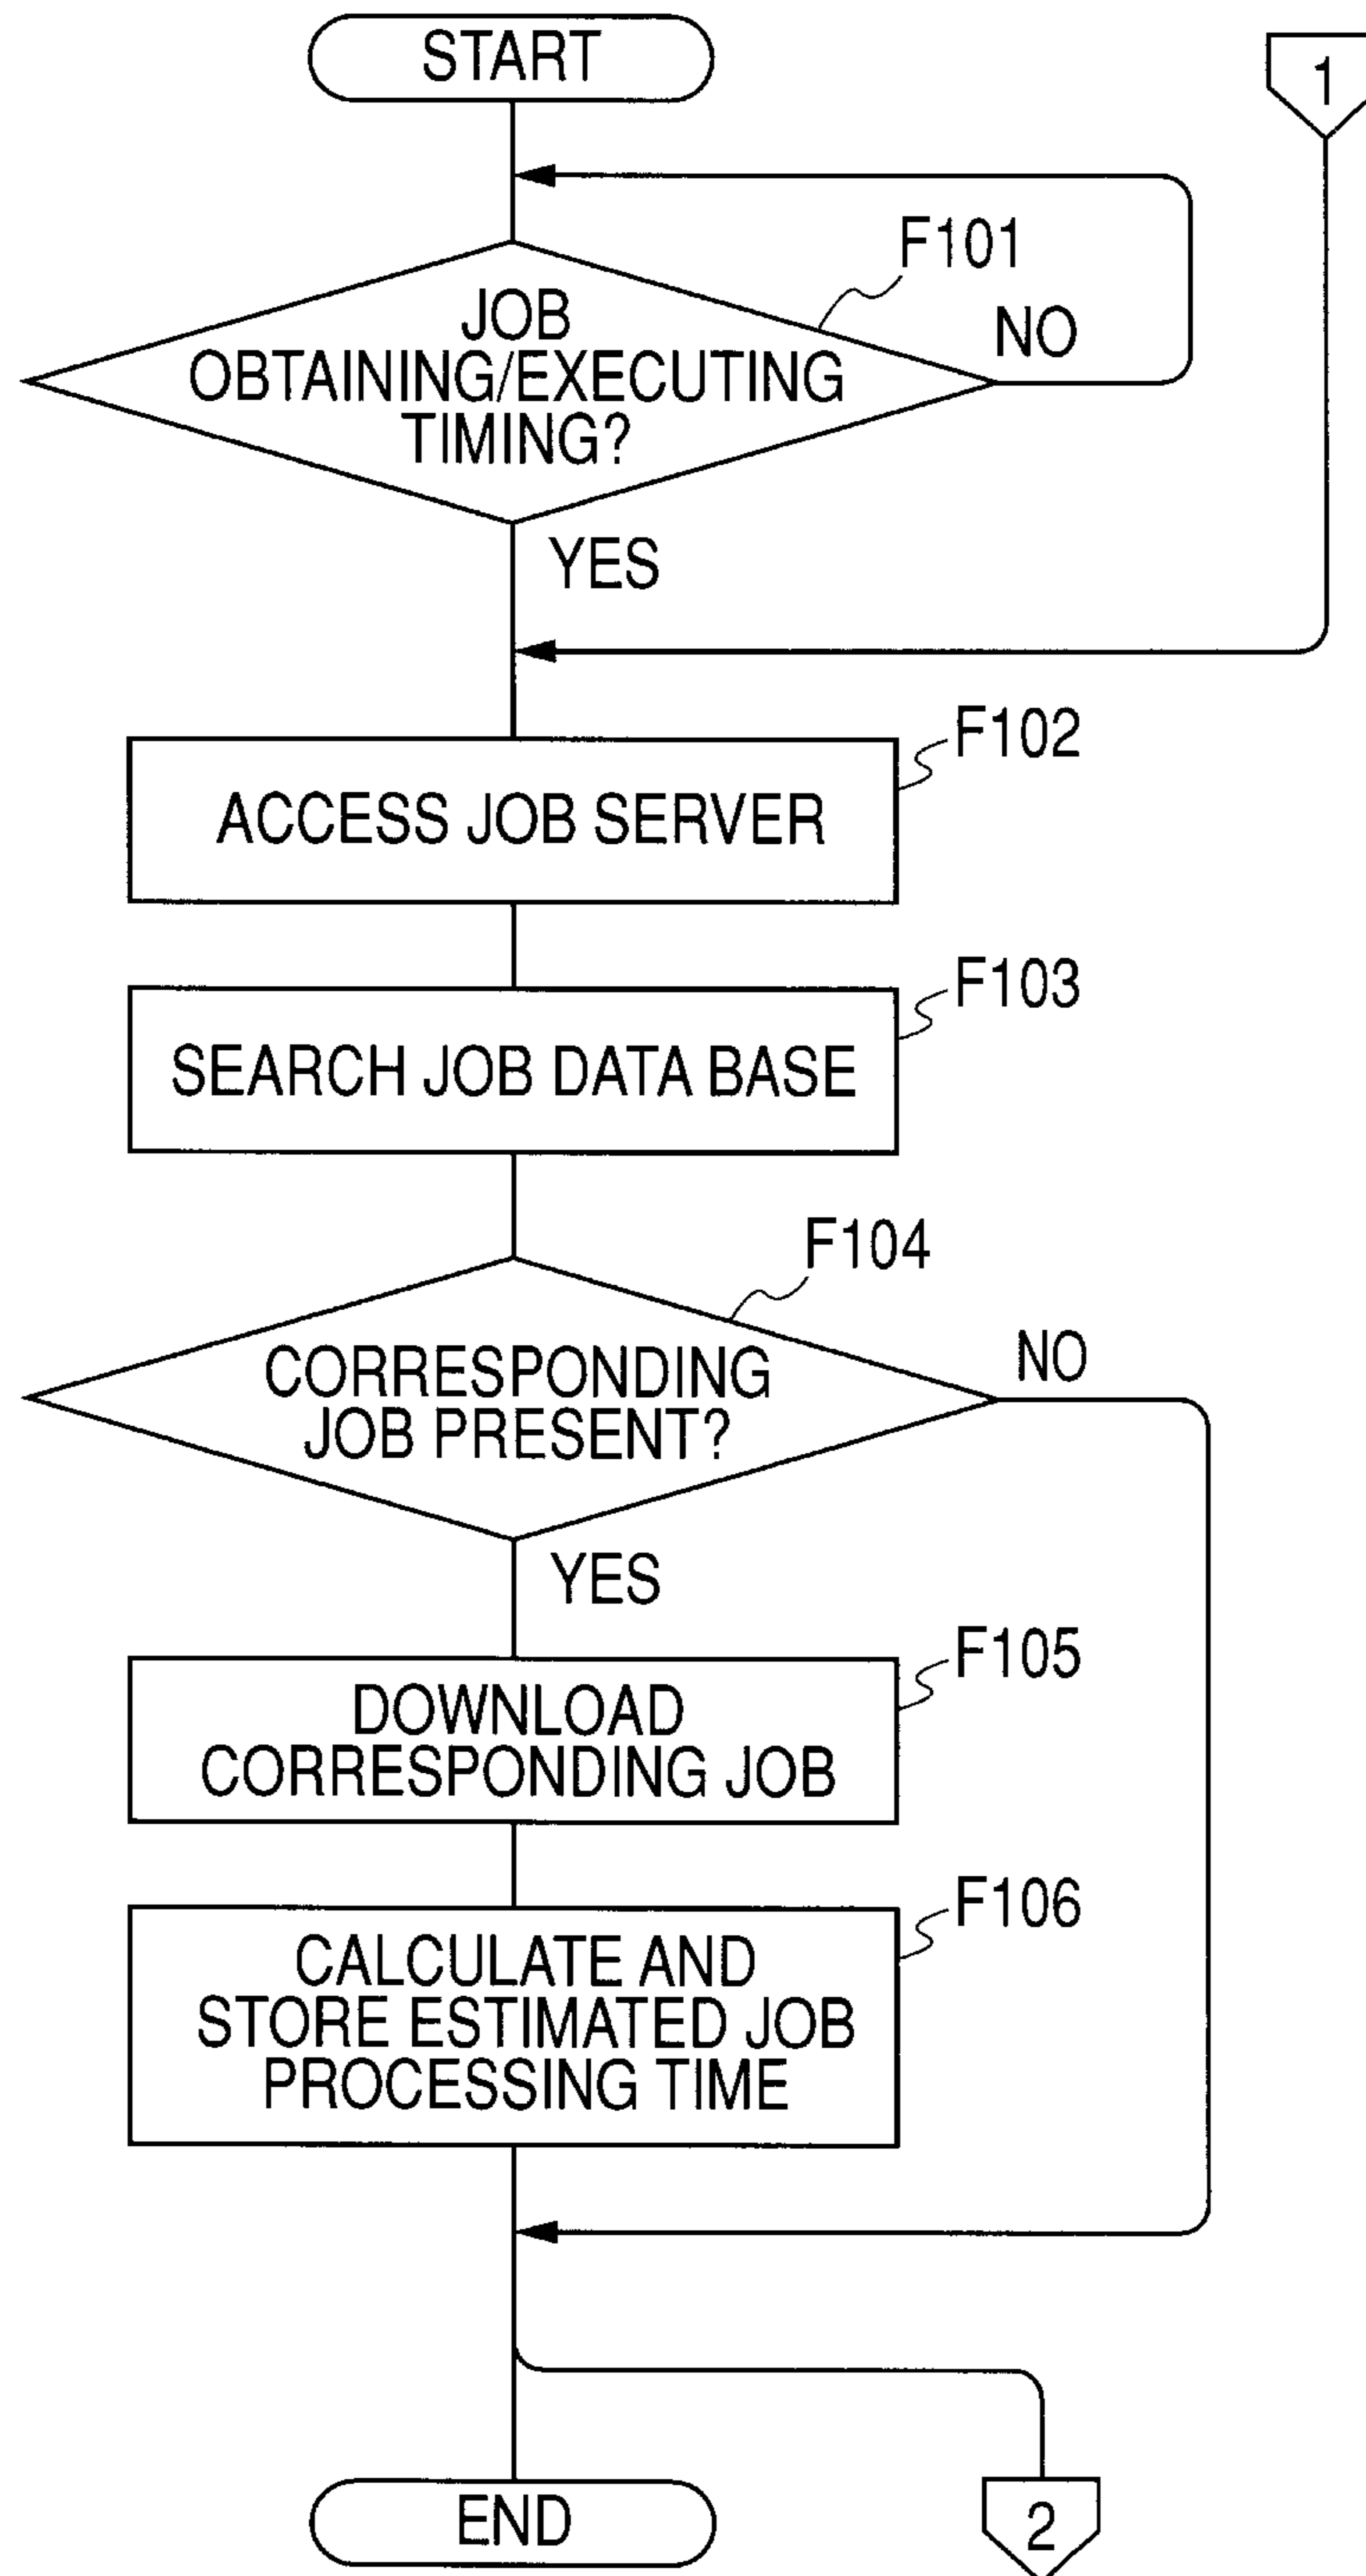 START
1
F101
JOB
OBTAINING/EXECUTING
TIMING?
NO
YES
F102
ACCESS JOB SERVER
F103
SEARCH JOB DATA BASE
F104
CORRESPONDING
JOB PRESENT?
NO
YES
F105
DOWNLOAD
CORRESPONDING JOB
F106
CALCULATE AND
STORE ESTIMATED JOB
PROCESSING TIME
END
2